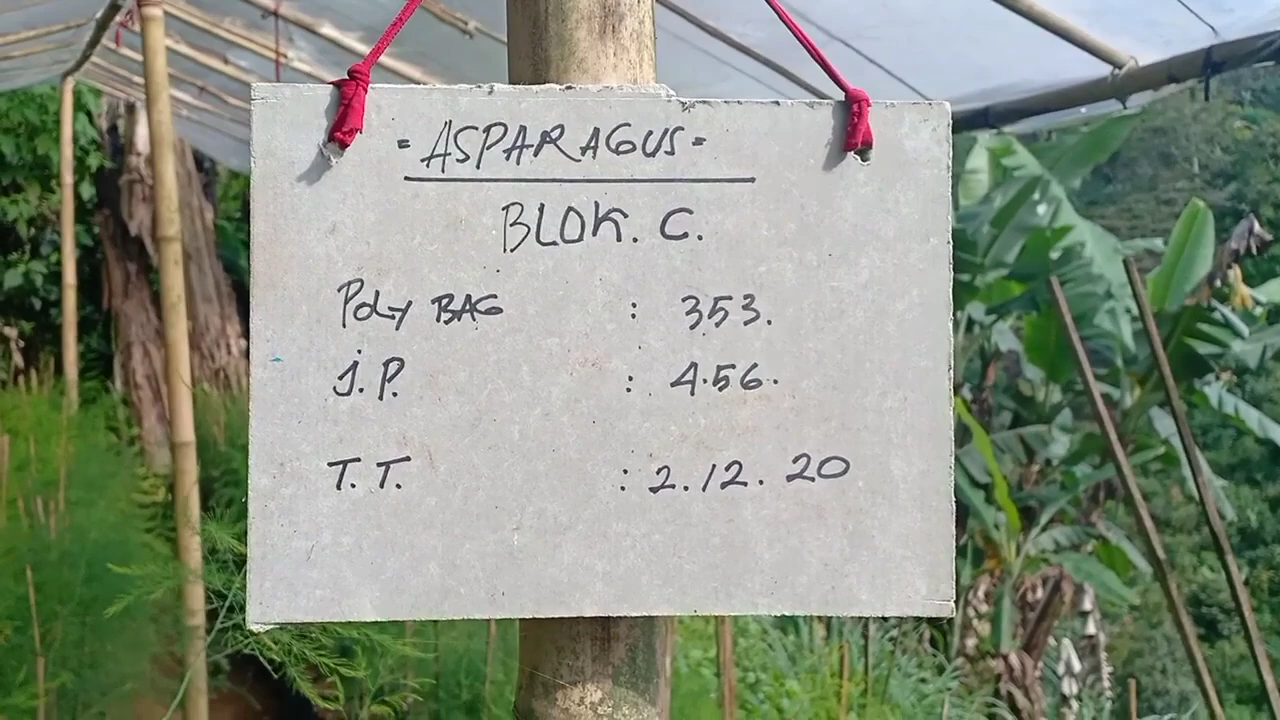 = ASPARAGUS =
BLOK. C.
Poly BAG : 353.
J.P. : 4.56.
T.T. : 2.12. 20